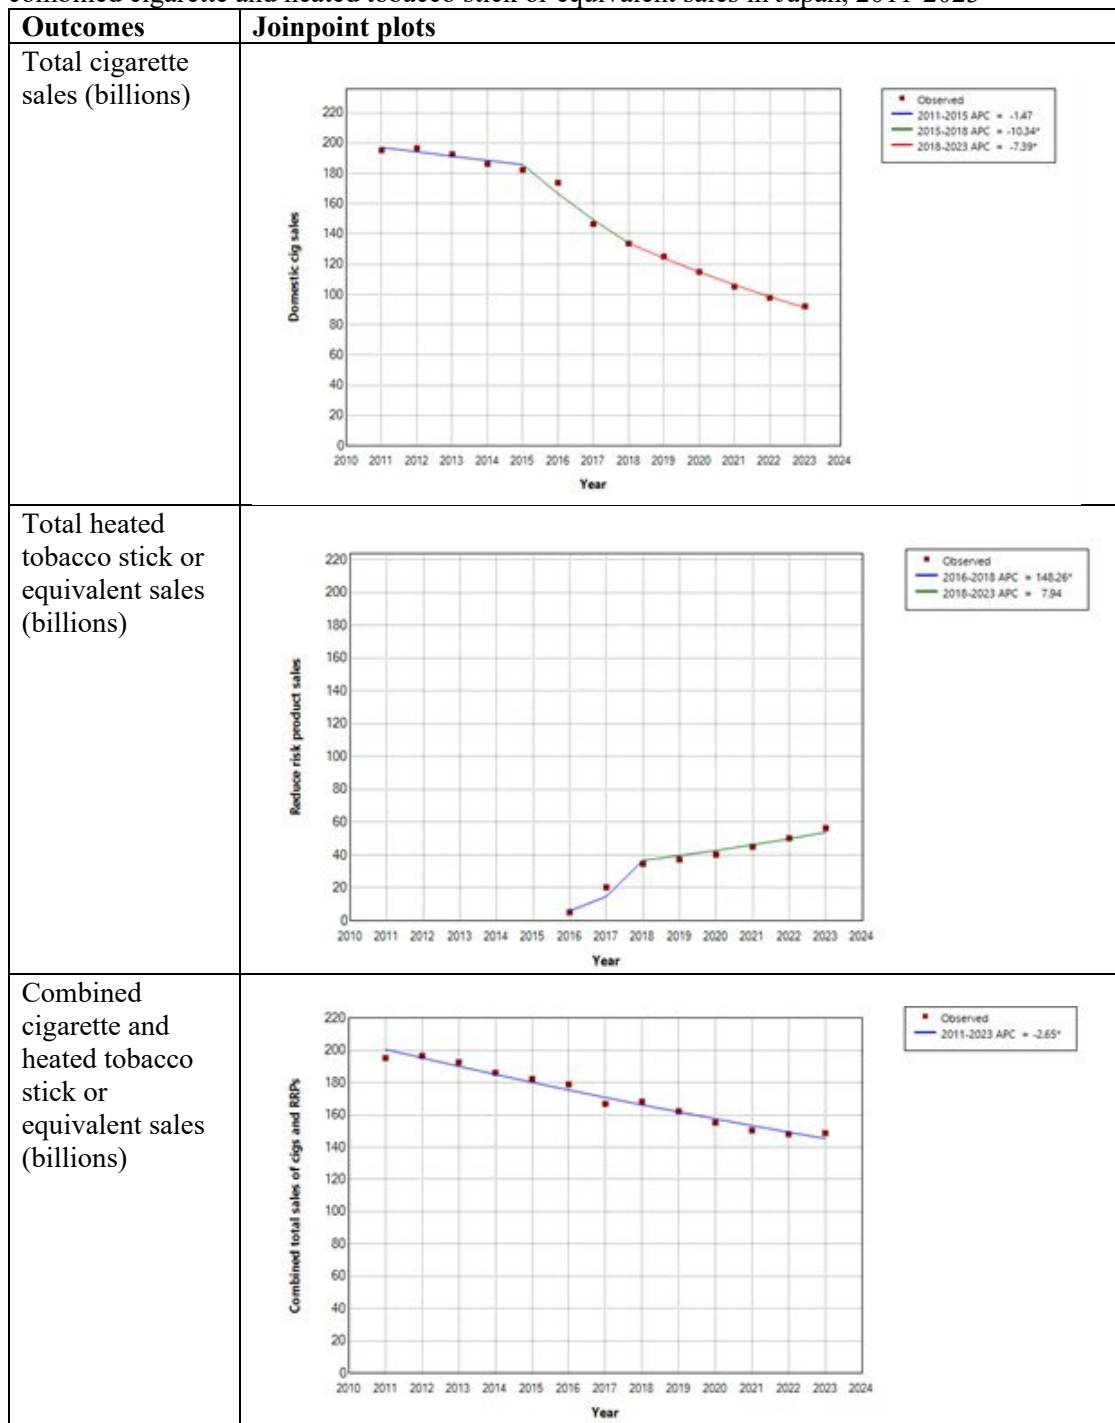 combined cigarette and heated tobacco stick or equivalent sales in Japan, 2011-2023
Outcomes
Joinpoint plots
Total cigarette
sales (billions)
220
200
180
160
140
120
100
80
60
40
20
0
Domestic cig sales
2010 2011 2012 2013 2014 2015 2016 2017 2018 2019 2020 2021 2022 2023 2024
Year
Observed
2011-2015 APC = -1.47
2015-2018 APC = -10.34*
2018-2023 APC = -7.39*
Total heated
tobacco stick or
equivalent sales
(billions)
220
200
180
160
140
120
100
80
60
40
20
0
Reduce risk product sales
2010 2011 2012 2013 2014 2015 2016 2017 2018 2019 2020 2021 2022 2023 2024
Year
Observed
2016-2018 APC = 148.26*
2018-2023 APC = 7.94
Combined
cigarette and
heated tobacco
stick or
equivalent sales
(billions)
220
200
180
160
140
120
100
80
60
40
20
0
Combined total sales of cigs and RRPs
2010 2011 2012 2013 2014 2015 2016 2017 2018 2019 2020 2021 2022 2023 2024
Year
Observed
2011-2023 APC = -2.65*